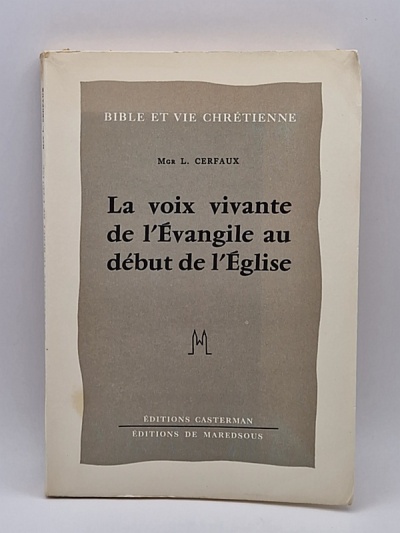 BIBLE ET VIE CHRÉTIENNE
MGR L. CERFAUX
La voix vivante
de l'Évangile au
début de l'Église
ÉDITIONS CASTERMAN
ÉDITIONS DE MAREDSOUS